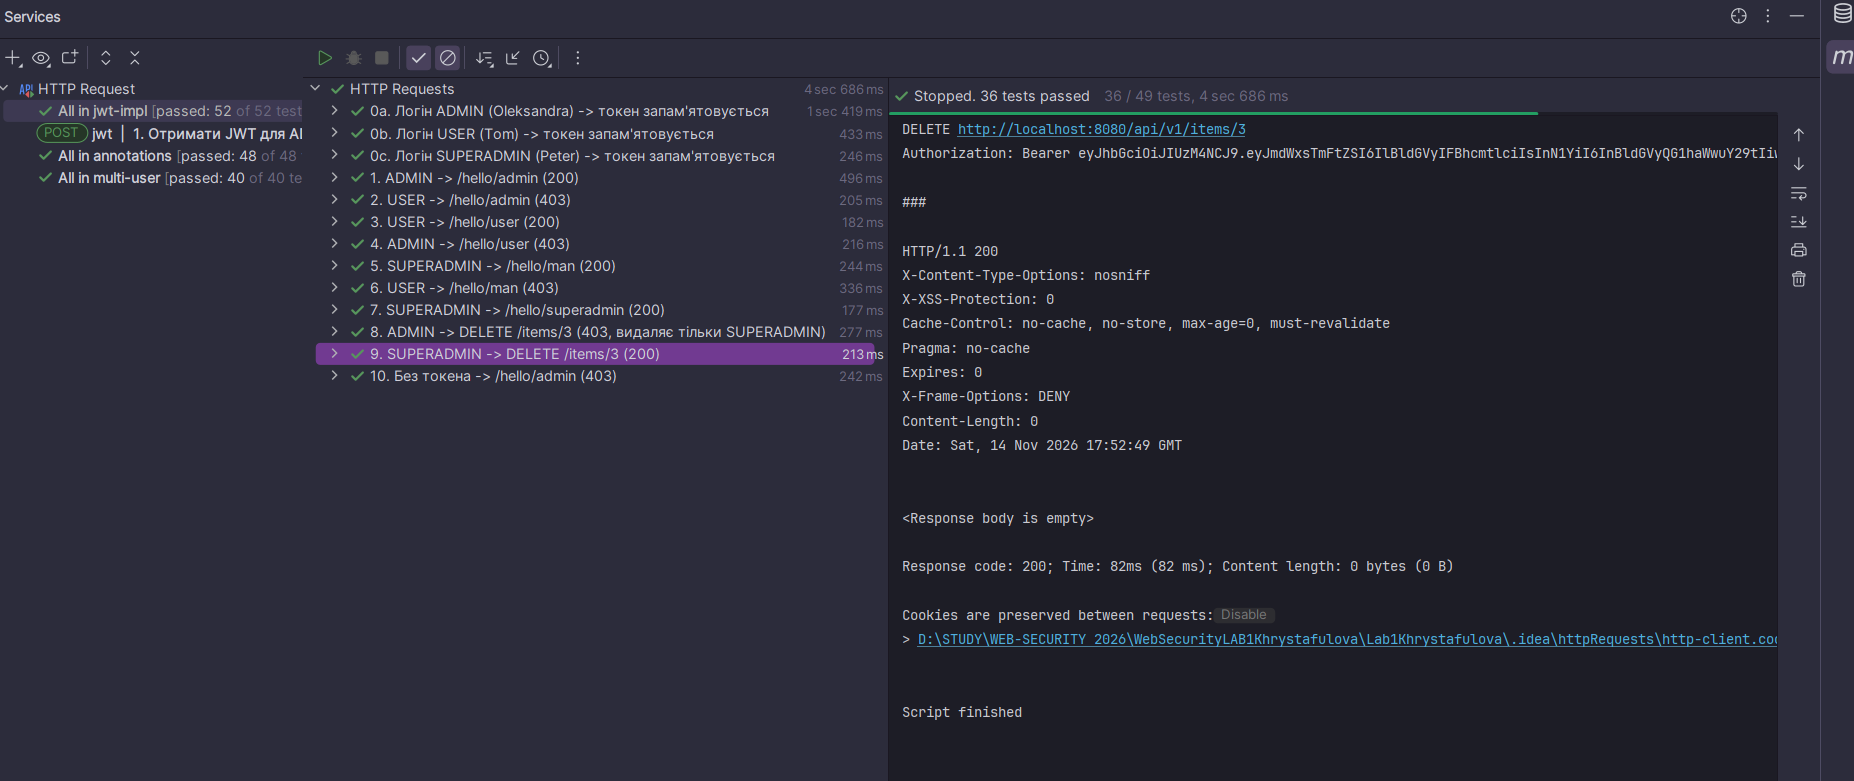 Services
HTTP Request
All in jwt-impl [passed: 52 of 52 test
POST jwt | 1. Отримати JWT для AI
All in annotations [passed: 48 of 48
All in multi-user [passed: 40 of 40 te
HTTP Requests 4 sec 686 ms
0a. Логін ADMIN (Oleksandra) -> токен запам'ятовується 1 sec 419 ms
0b. Логін USER (Tom) -> токен запам'ятовується 433 ms
0c. Логін SUPERADMIN (Peter) -> токен запам'ятовується 246 ms
1. ADMIN -> /hello/admin (200) 496 ms
2. USER -> /hello/admin (403) 205 ms
3. USER -> /hello/user (200) 182 ms
4. ADMIN -> /hello/user (403) 216 ms
5. SUPERADMIN -> /hello/man (200) 244 ms
6. USER -> /hello/man (403) 336 ms
7. SUPERADMIN -> /hello/superadmin (200) 177 ms
8. ADMIN -> DELETE /items/3 (403, видаляє тільки SUPERADMIN) 277 ms
9. SUPERADMIN -> DELETE /items/3 (200) 213 ms
10. Без токена -> /hello/admin (403) 242 ms
Stopped. 36 tests passed 36 / 49 tests, 4 sec 686 ms
DELETE http://localhost:8080/api/v1/items/3
Authorization: Bearer
###
HTTP/1.1 200
X-Content-Type-Options: nosniff
X-XSS-Protection: 0
Cache-Control: no-cache, no-store, max-age=0, must-revalidate
Pragma: no-cache
Expires: 0
X-Frame-Options: DENY
Content-Length: 0
Date: Sat, 14 Nov 2026 17:52:49 GMT
<Response body is empty>
Response code: 200; Time: 82ms (82 ms); Content length: 0 bytes (0 B)
Cookies are preserved between requests: Disable
> D:\STUDY\WEB-SECURITY 2026\WebSecurityLAB1Khrystafulova\Lab1Khrystafulova\.idea\httpRequests\http-client.coo
Script finished
m